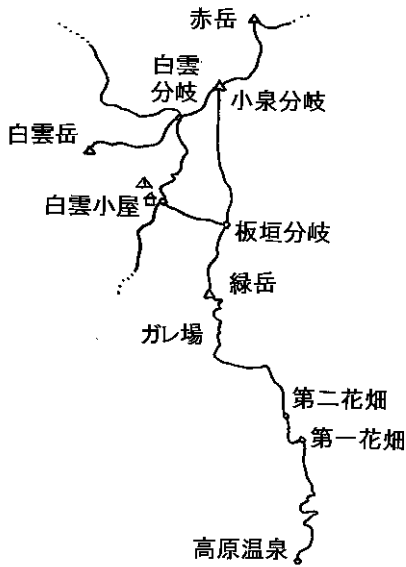 赤岳
白雲
分岐
小泉分岐
白雲岳
白雲小屋
板垣分岐
緑岳
ガレ場
第二花畑
第一花畑
高原温泉